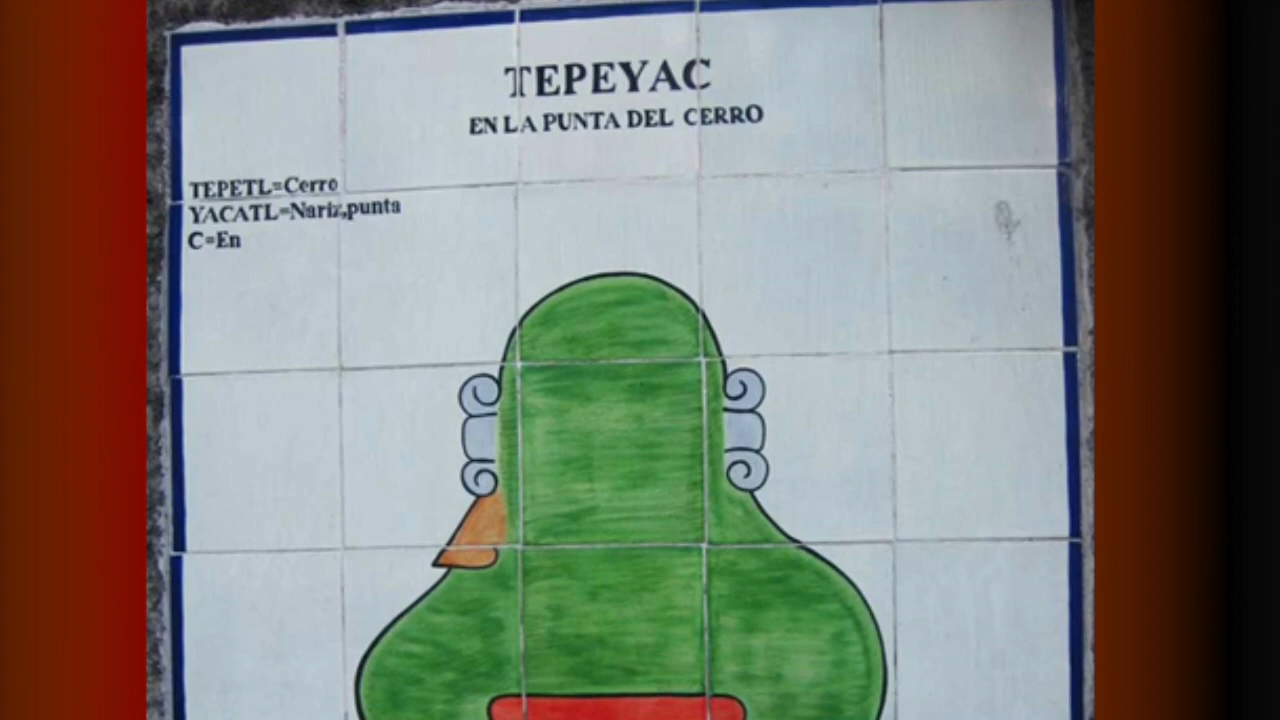 TEPEYAC
EN LA PUNTA DEL CERRO
TEPETL=Cerro
YACATL=Nariz,punta
C=En